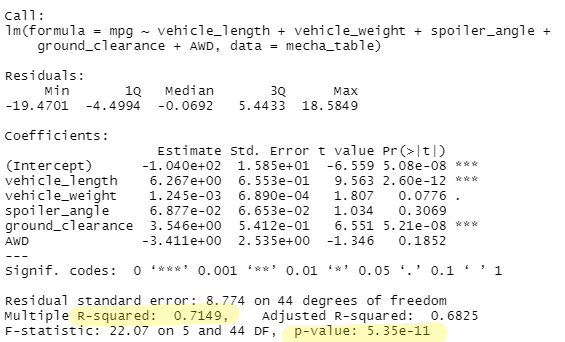 Call:
lm(formula = mpg ~ vehicle_length + vehicle_weight + spoiler_angle +
    ground_clearance + AWD, data = mecha_table)
Residuals:
     Min       1Q   Median       3Q      Max
-19.4701  -4.4994  -0.0692   5.4433  18.5849
Coefficients:
                   Estimate Std. Error t value Pr(>|t|)
(Intercept)      -1.040e+02  1.585e+01  -6.559 5.08e-08 ***
vehicle_length    6.267e+00  6.553e-01   9.563 2.60e-12 ***
vehicle_weight    1.245e-03  6.890e-04   1.807   0.0776 .
spoiler_angle     6.877e-02  6.653e-02   1.034   0.3069
ground_clearance  3.546e+00  5.412e-01   6.551 5.21e-08 ***
AWD              -3.411e+00  2.535e+00  -1.346   0.1852
---
Signif. codes:  0 ‘***’ 0.001 ‘**’ 0.01 ‘*’ 0.05 ‘.’ 0.1 ‘ ’ 1
Residual standard error: 8.774 on 44 degrees of freedom
Multiple R-squared:  0.7149,    Adjusted R-squared:  0.6825
F-statistic: 22.07 on 5 and 44 DF,  p-value: 5.35e-11